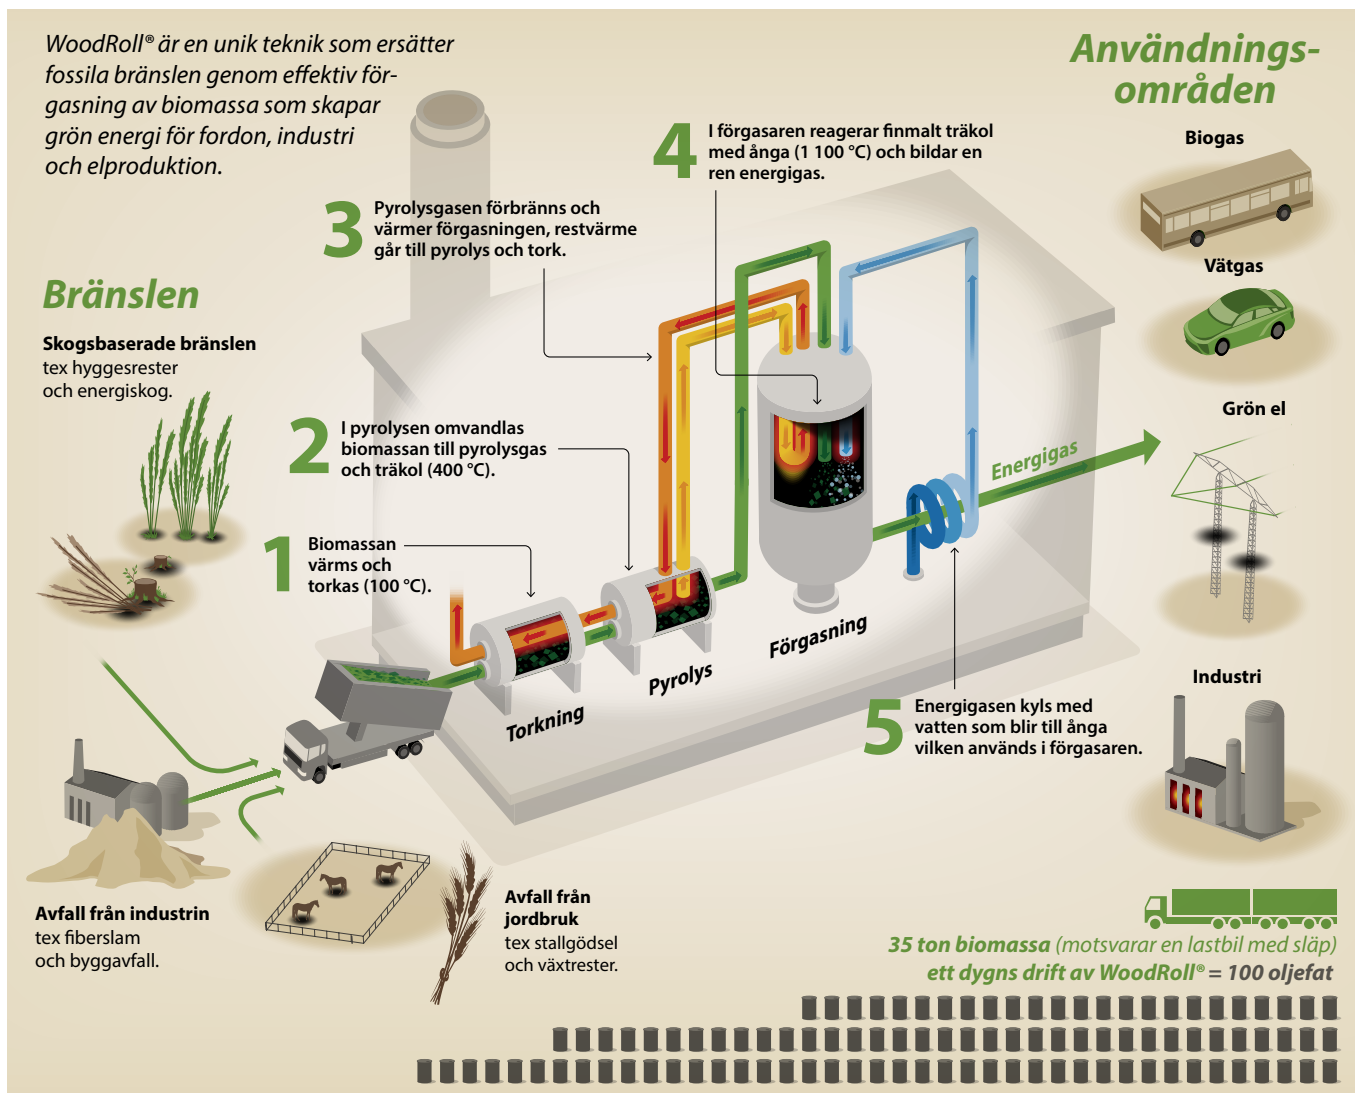 WoodRoll® är en unik teknik som ersätter
fossila bränslen genom effektiv för-
gasning av biomassa som skapar
grön energi för fordon, industri
och elproduktion.
Bränslen
Skogsbaserade bränslen
tex hyggesrester
och energiskog.
Avfall från industrin
tex fiberslam
och byggavfall.
Avfall från
jordbruk
tex stallgödsel
och växtrester.
1
Biomassan
värms och
torkas (100 °C).
2
I pyrolysen omvandlas
biomassan till pyrolysgas
och träkol (400 °C).
3
Pyrolysgasen förbränns och
värmer förgasningen, restvärme
går till pyrolys och tork.
4
I förgasaren reagerar finmalt träkol
med ånga (1 100 °C) och bildar en
ren energigas.
5
Energigasen kyls med
vatten som blir till ånga
vilken används i förgasaren.
Torkning
Pyrolys
Förgasning
Energigas
Användnings-
områden
Biogas
Vätgas
Grön el
Industri
35 ton biomassa (motsvarar en lastbil med släp)
ett dygns drift av WoodRoll® = 100 oljefat